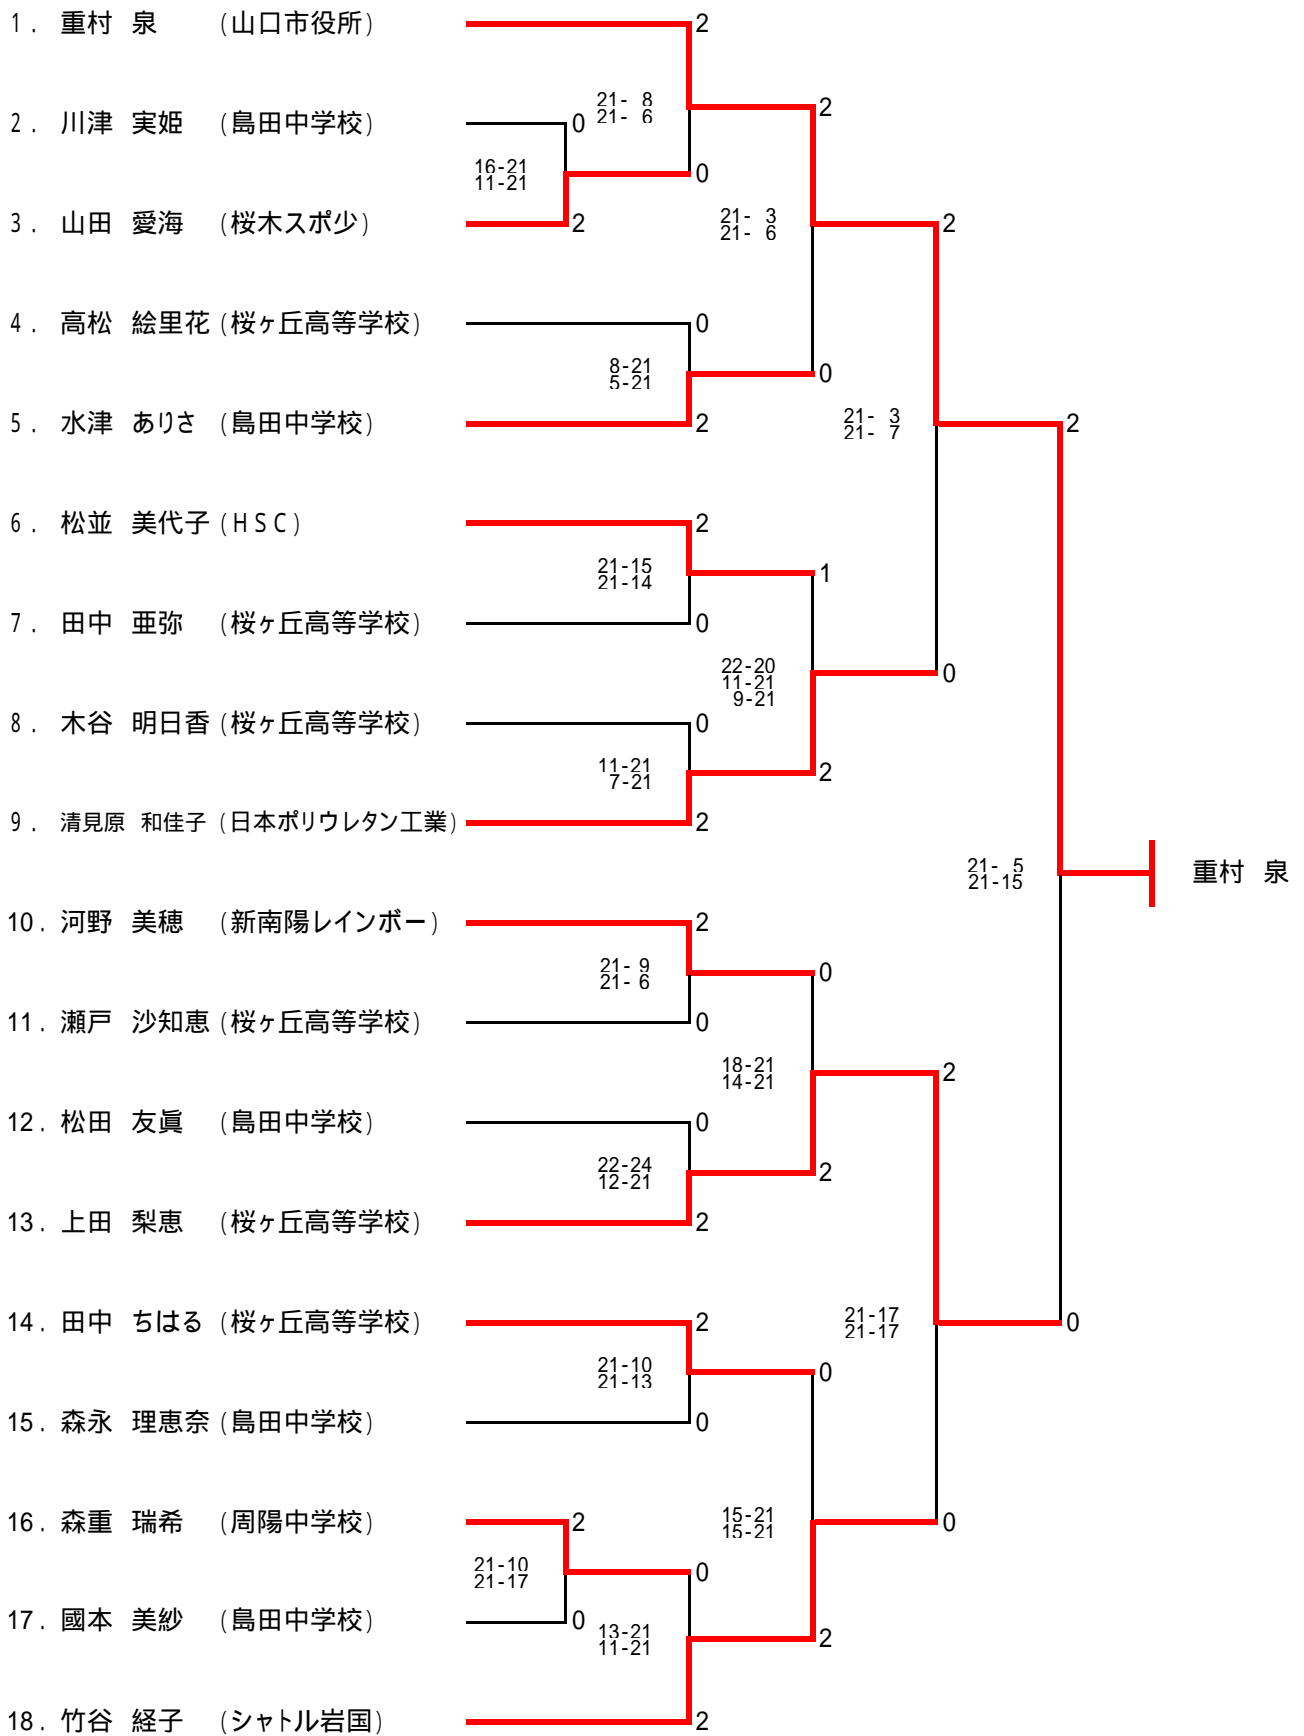 1. 重村 泉 (山口市役所) 2
21- 8
21- 6
2
2. 川津 実姫 (島田中学校) 0
16-21
11-21
0
3. 山田 愛海 (桜木スポ少) 2
21- 3
21- 6
2
4. 高松 絵里花 (桜ヶ丘高等学校) 0
8-21
5-21
0
5. 水津 ありさ (島田中学校) 2
21- 3
21- 7
2
6. 松並 美代子 (HSC) 2
21-15
21-14
1
7. 田中 亜弥 (桜ヶ丘高等学校) 0
22-20
11-21
9-21
0
8. 木谷 明日香 (桜ヶ丘高等学校) 0
11-21
7-21
2
9. 清見原 和佳子 (日本ポリウレタン工業) 2
21- 5
21-15
重村 泉
10. 河野 美穂 (新南陽レインボー) 2
21- 9
21- 6
0
11. 瀬戸 沙知恵 (桜ヶ丘高等学校) 0
18-21
14-21
2
12. 松田 友眞 (島田中学校) 0
22-24
12-21
2
13. 上田 梨恵 (桜ヶ丘高等学校) 2
14. 田中 ちはる (桜ヶ丘高等学校) 2
21-17
21-17
0
21-10
21-13
0
15. 森永 理恵奈 (島田中学校) 0
16. 森重 瑞希 (周陽中学校) 2
15-21
15-21
0
21-10
21-17
0
17. 國本 美紗 (島田中学校) 0
13-21
11-21
2
18. 竹谷 経子 (シャトル岩国) 2